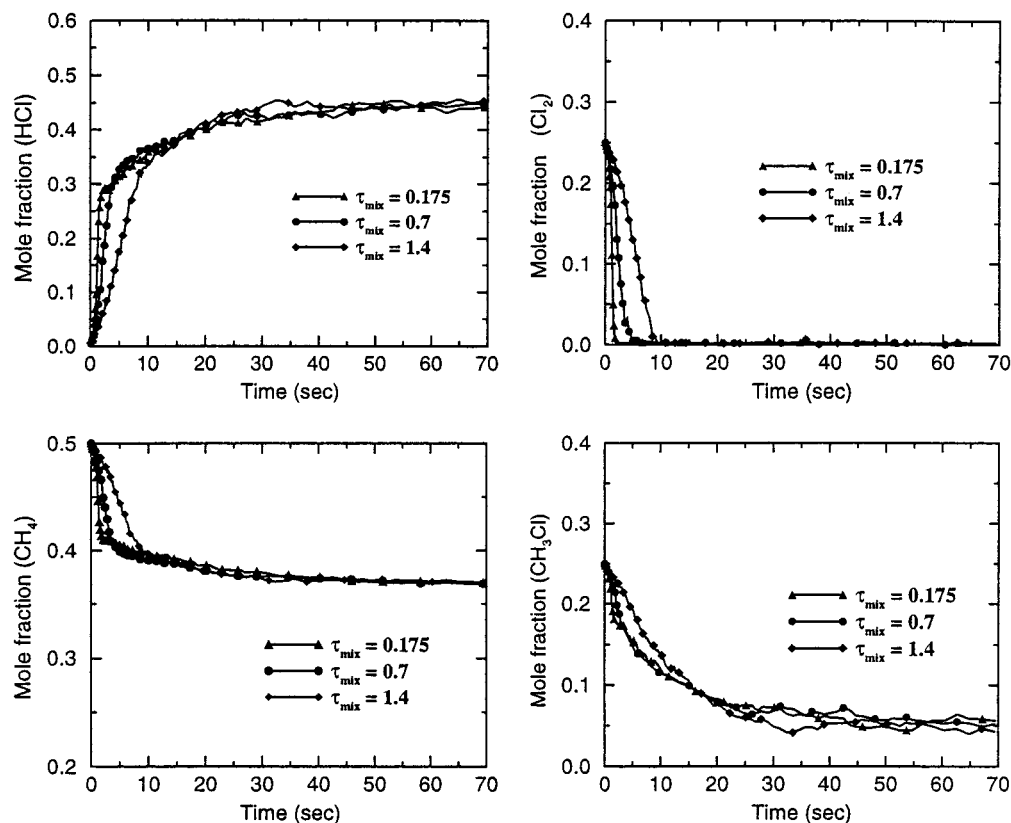 Mole fraction (HCl)
0.6
0.5
0.4
0.3
0.2
0.1
0.0
τmix = 0.175
τmix = 0.7
τmix = 1.4
0 10 20 30 40 50 60 70
Time (sec)
Mole fraction (Cl2)
0.4
0.3
0.2
0.1
0.0
τmix = 0.175
τmix = 0.7
τmix = 1.4
0 10 20 30 40 50 60 70
Time (sec)
Mole fraction (CH4)
0.5
0.4
0.3
0.2
τmix = 0.175
τmix = 0.7
τmix = 1.4
0 10 20 30 40 50 60 70
Time (sec)
Mole fraction (CH3Cl)
0.4
0.3
0.2
0.1
0.0
τmix = 0.175
τmix = 0.7
τmix = 1.4
0 10 20 30 40 50 60 70
Time (sec)